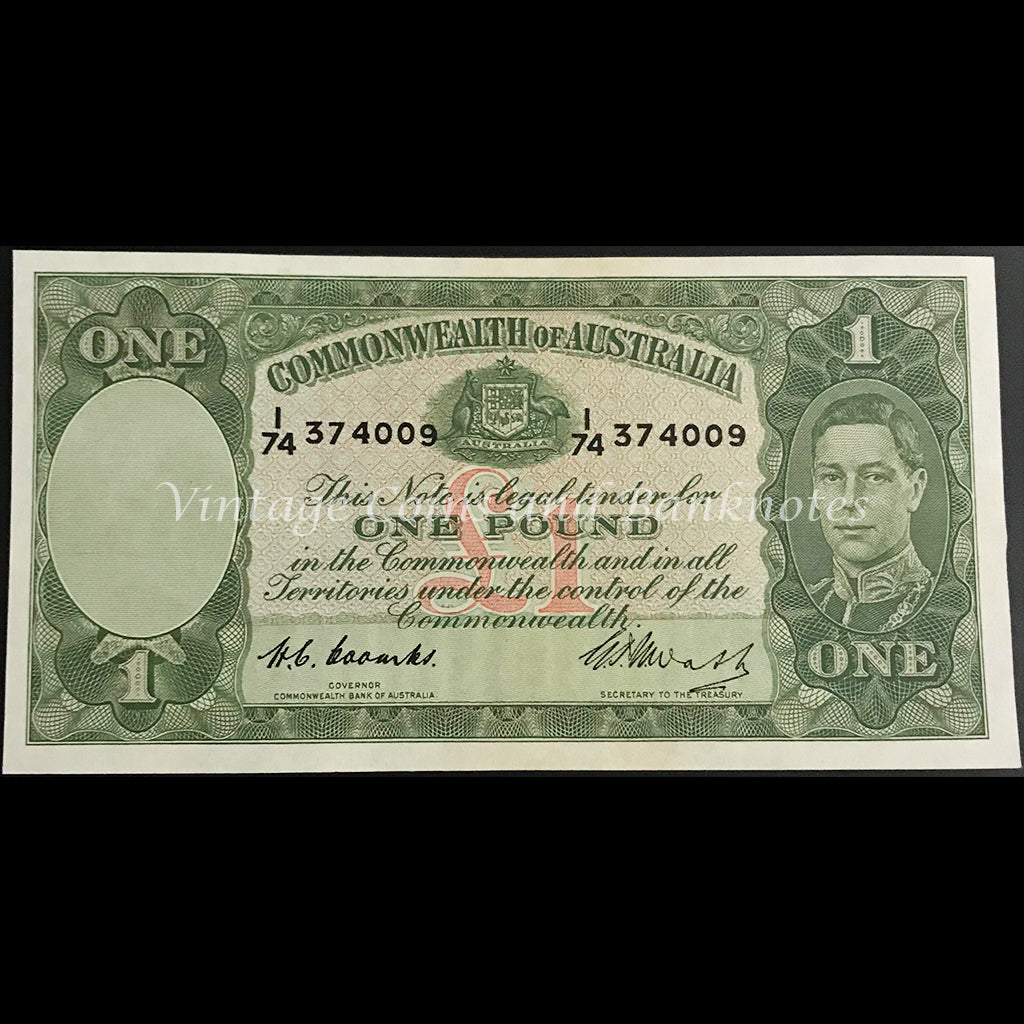 ONE
1
COMMONWEALTH OF AUSTRALIA
AUSTRALIA
I/74 374009 I/74 374009
This Note is legal tender for
ONE POUND
in the Commonwealth and in all
Territories under the control of the
Commonwealth.
£1
Vintage Coins and Banknotes
H.C. Coombs.
GOVERNOR
COMMONWEALTH BANK OF AUSTRALIA.
SECRETARY TO THE TREASURY
1
ONE